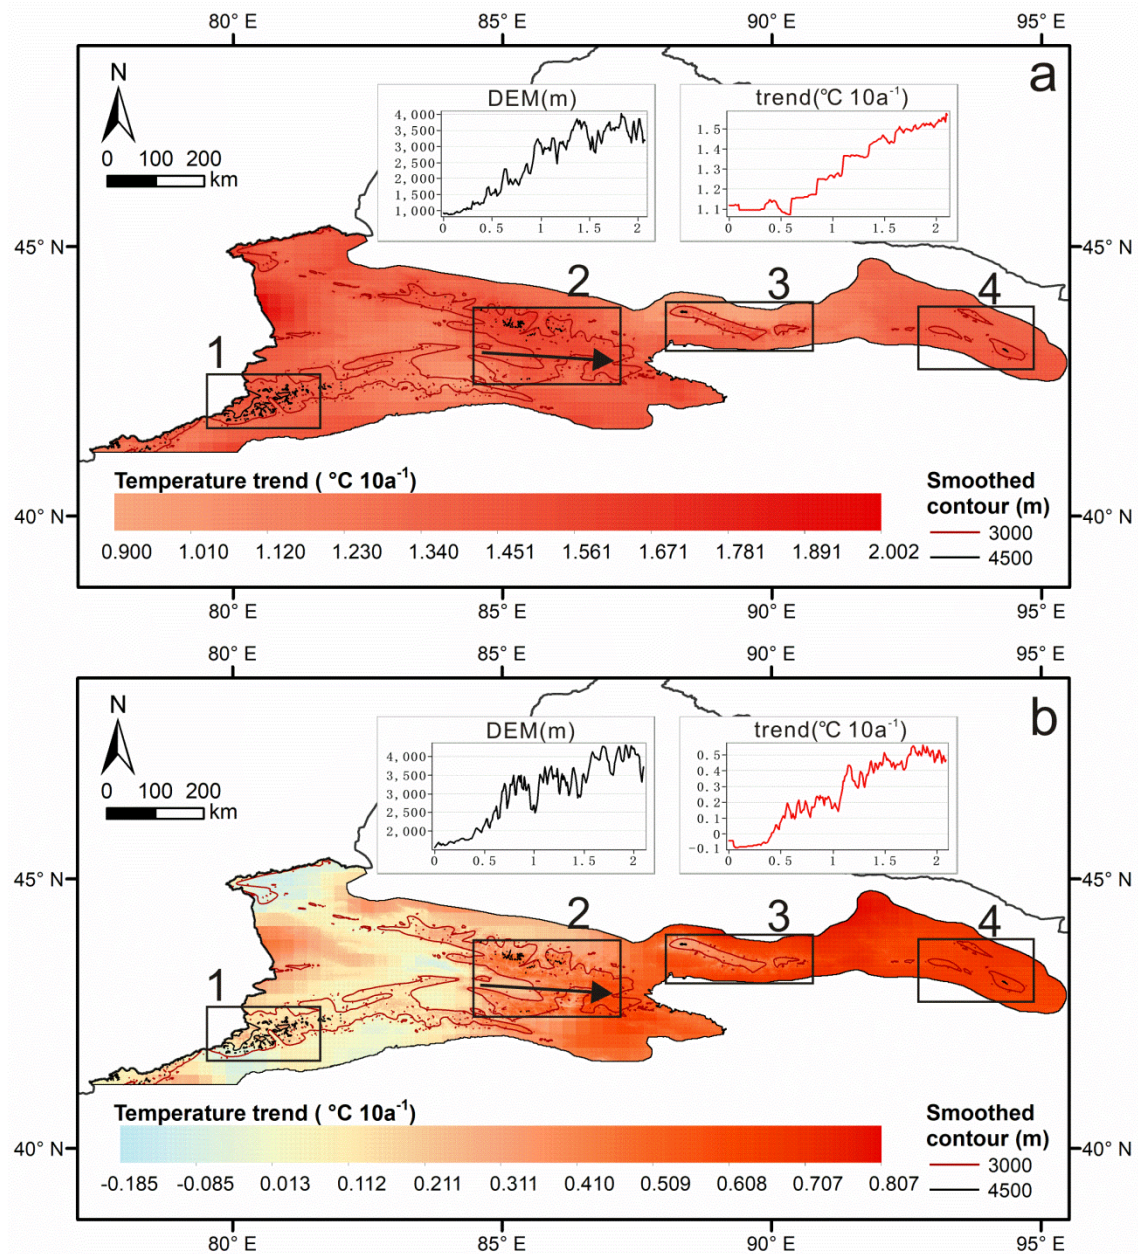 80° E 85° E 90° E 95° E
a
N
0 100 200
km
DEM(m)
4,000
3,500
3,000
2,500
2,000
1,500
1,000
0 0.5 1 1.5 2
trend(°C 10a⁻¹)
1.5
1.4
1.3
1.2
1.1
0 0.5 1 1.5 2
45° N 45° N
1
2
3
4
Temperature trend ( °C 10a⁻¹)
0.900 1.010 1.120 1.230 1.340 1.451 1.561 1.671 1.781 1.891 2.002
Smoothed
contour (m)
3000
4500
40° N 40° N
80° E 85° E 90° E 95° E
80° E 85° E 90° E 95° E
b
N
0 100 200
km
DEM(m)
4,000
3,500
3,000
2,500
2,000
0 0.5 1 1.5 2
trend(°C 10a⁻¹)
0.5
0.4
0.3
0.2
0.1
0
-0.1
0 0.5 1 1.5 2
45° N 45° N
1
2
3
4
Temperature trend ( °C 10a⁻¹)
-0.185 -0.085 0.013 0.112 0.211 0.311 0.410 0.509 0.608 0.707 0.807
Smoothed
contour (m)
3000
4500
40° N 40° N
80° E 85° E 90° E 95° E